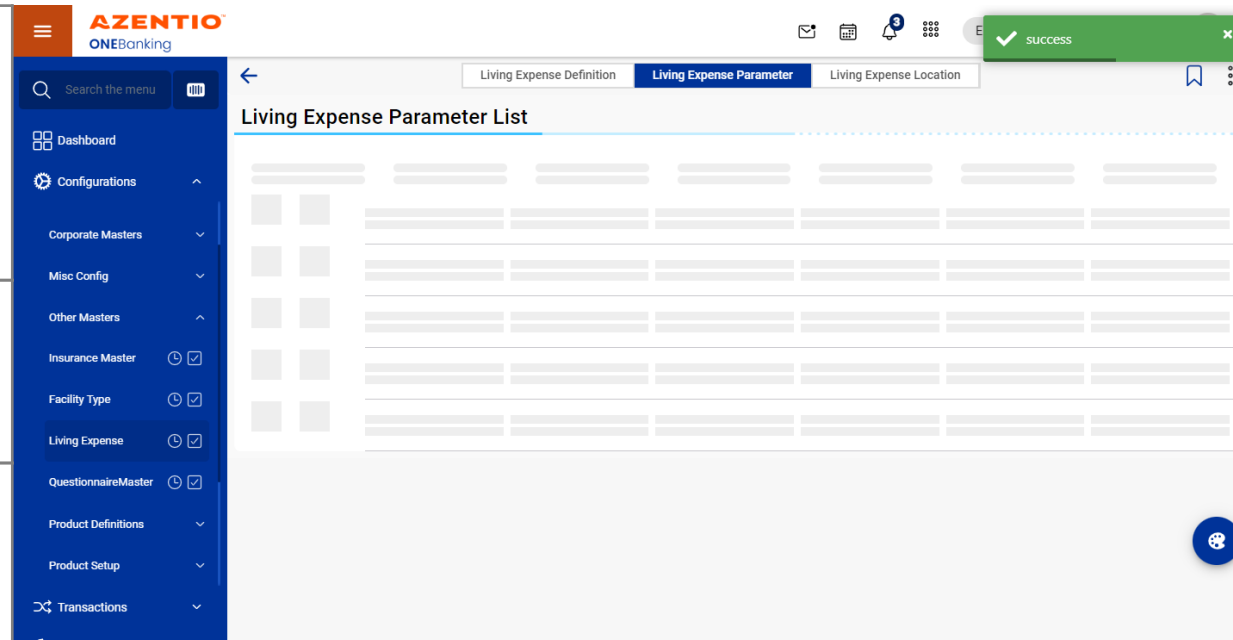 AZENTIO
ONEBanking
3
E
success
Search the menu
Living Expense Definition
Living Expense Parameter
Living Expense Location
Living Expense Parameter List
Dashboard
Configurations
Corporate Masters
Misc Config
Other Masters
Insurance Master
Facility Type
Living Expense
QuestionnaireMaster
Product Definitions
Product Setup
Transactions